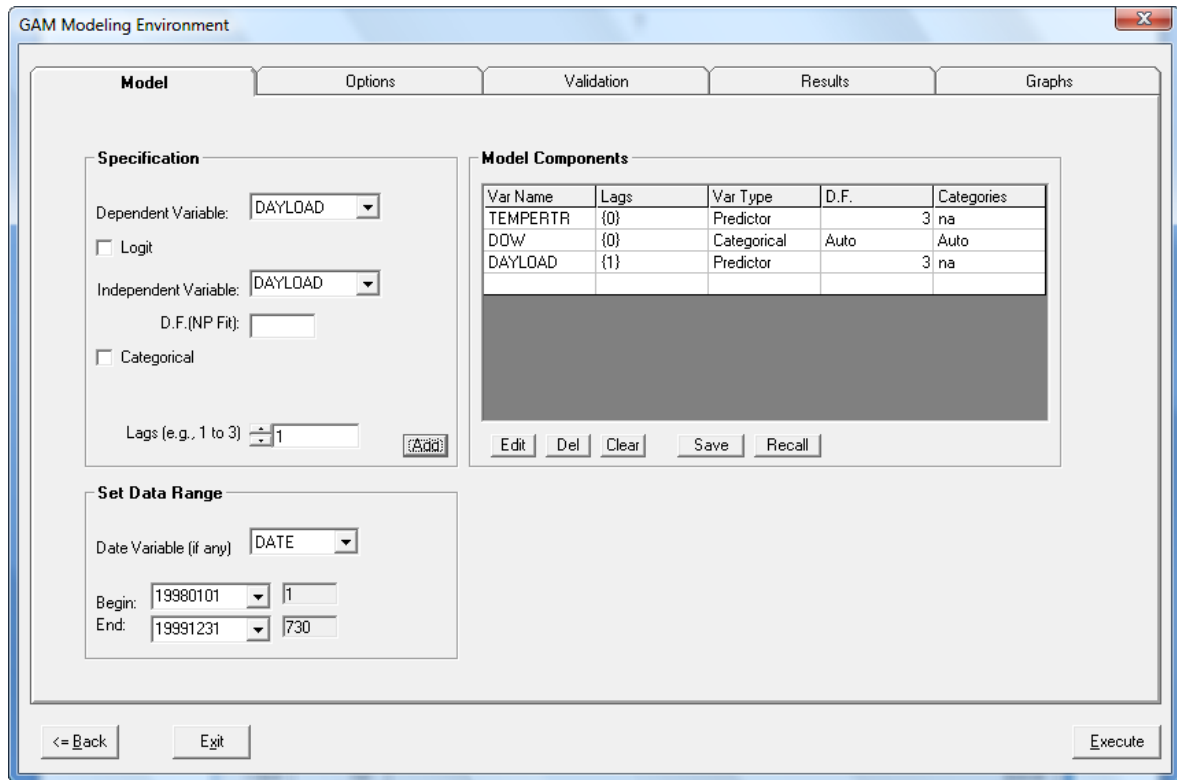 GAM Modeling Environment
Model Options Validation Results Graphs
Specification
Dependent Variable: DAYLOAD
Logit
Independent Variable: DAYLOAD
D.F.(NP Fit):
Categorical
Lags (e.g., 1 to 3) 1
Add
Model Components
Var Name Lags Var Type D.F. Categories
TEMPERTR {0} Predictor 3 na
DOW {0} Categorical Auto Auto
DAYLOAD {1} Predictor 3 na
Edit Del Clear Save Recall
Set Data Range
Date Variable (if any) DATE
Begin: 19980101 1
End: 19991231 730
<= Back Exit Execute